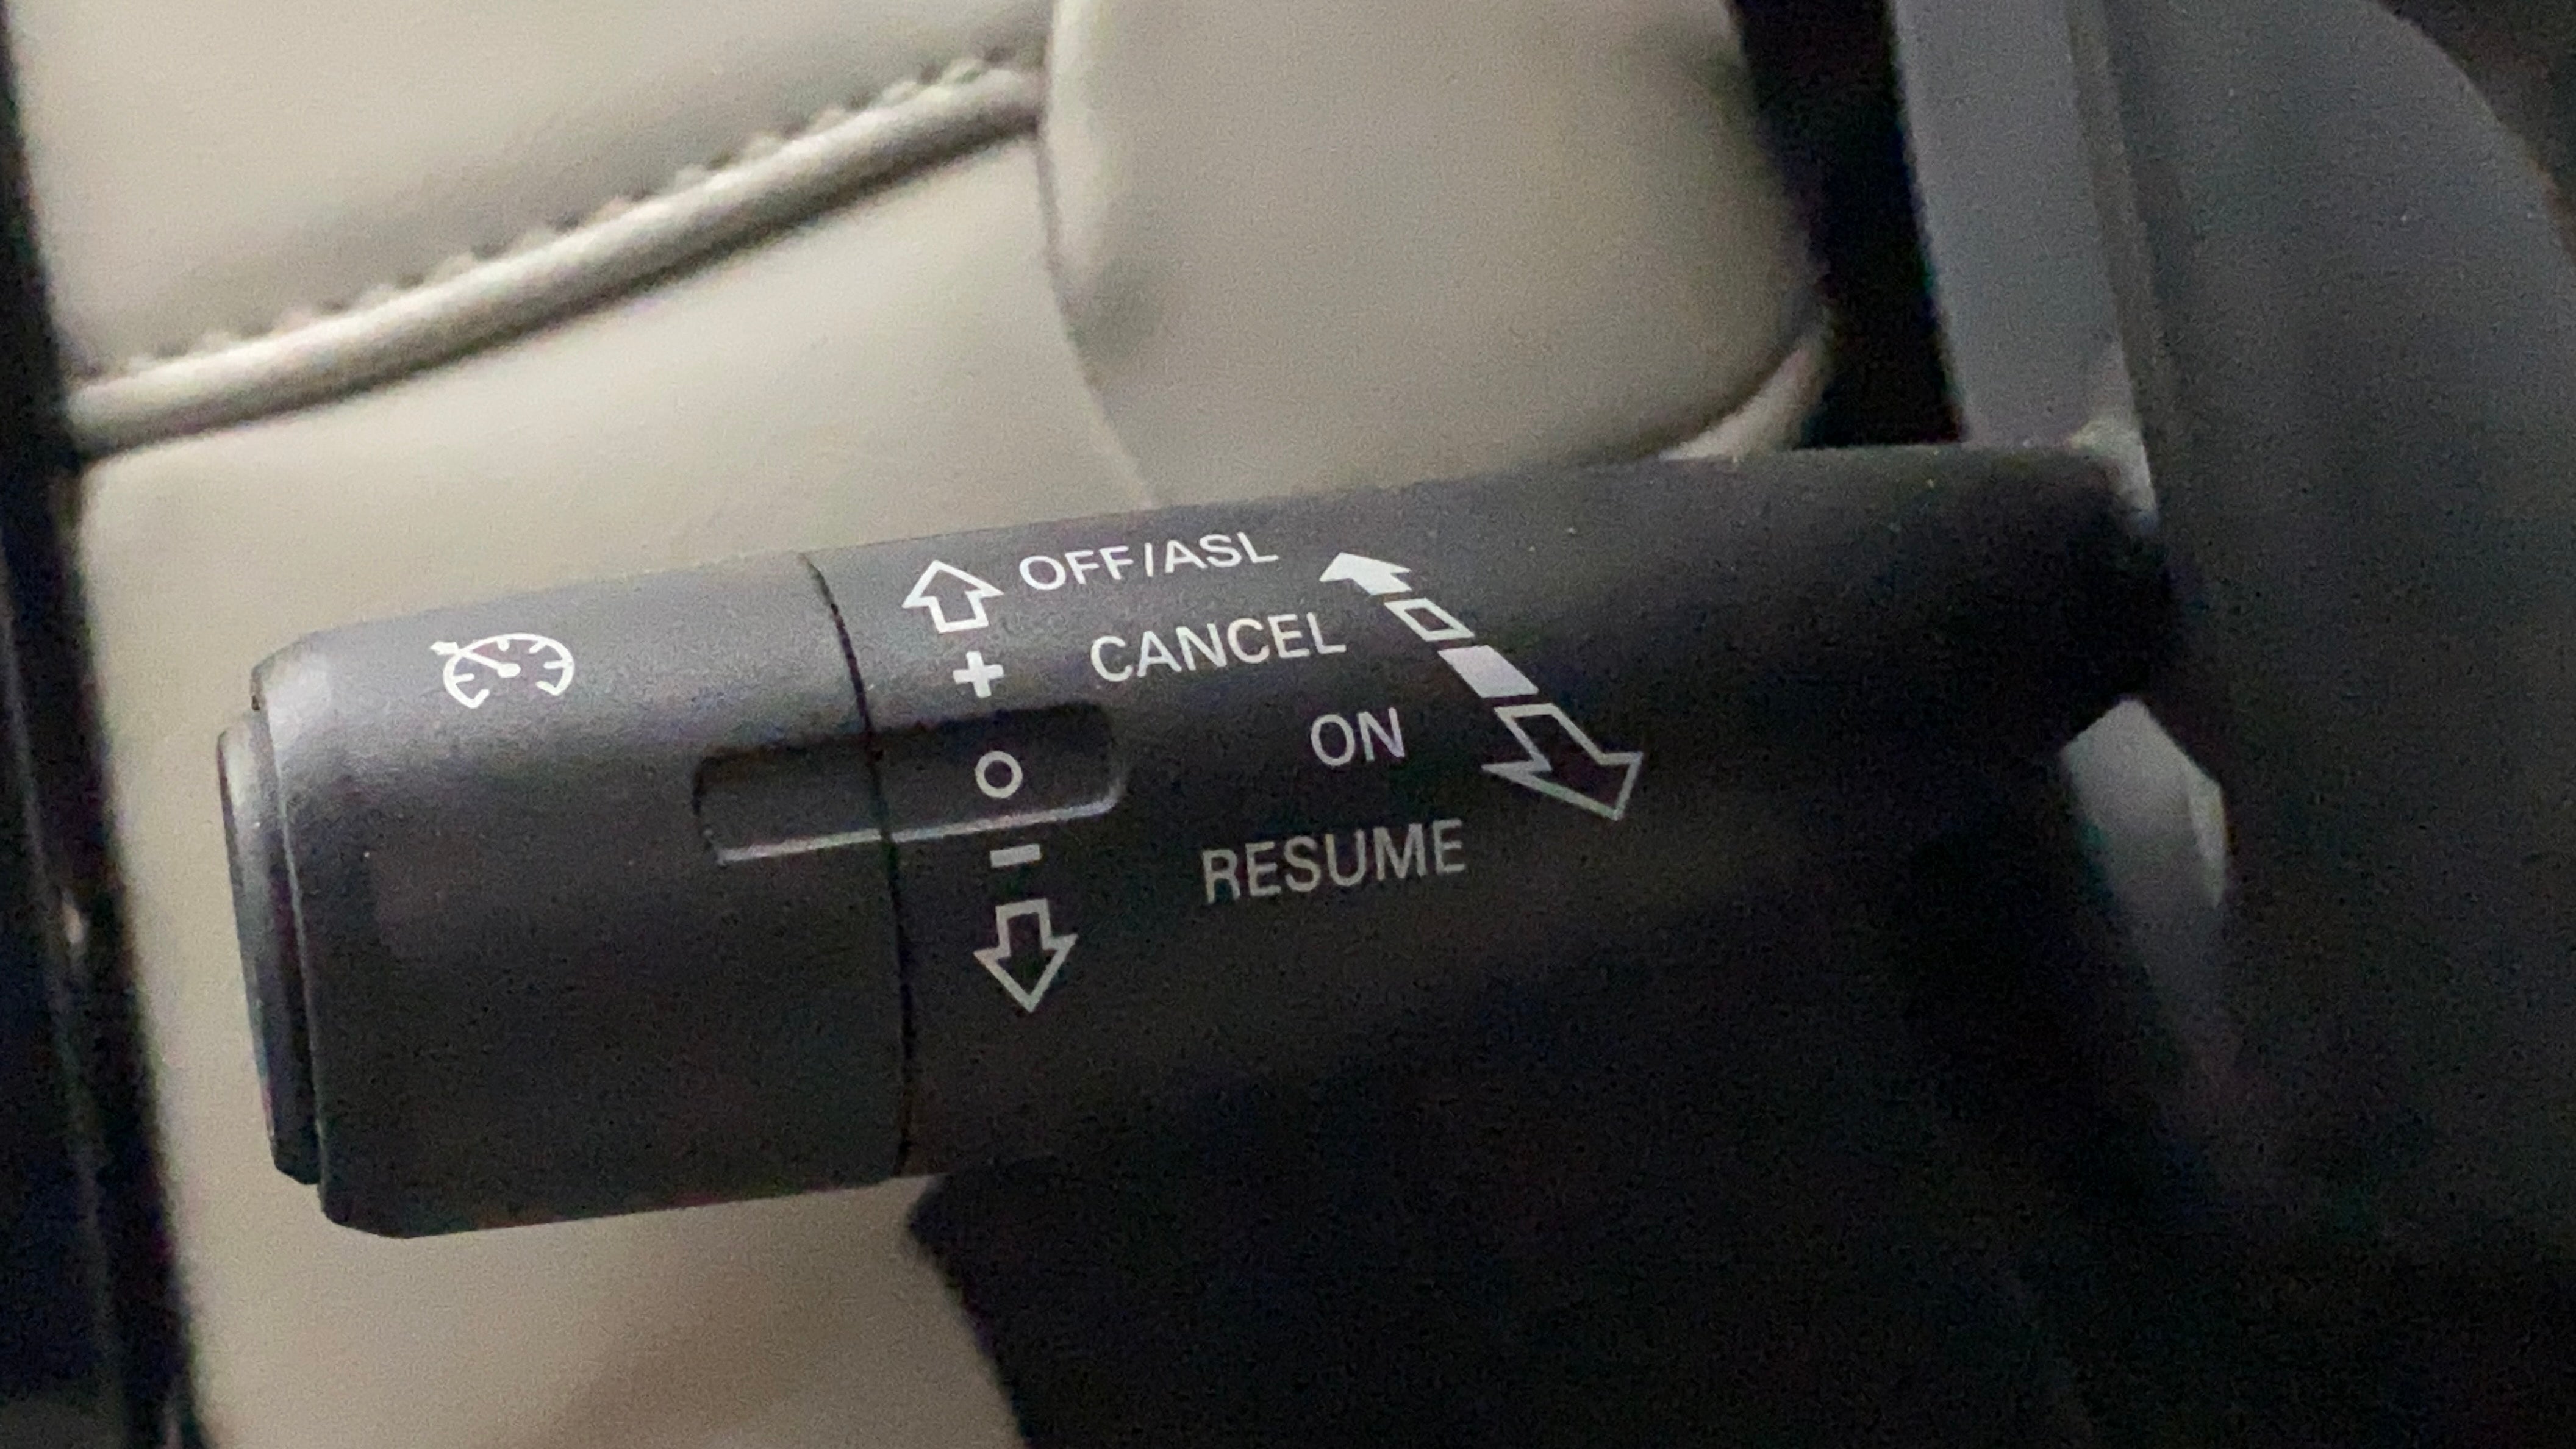 OFF/ASL
+ CANCEL
O ON
- RESUME